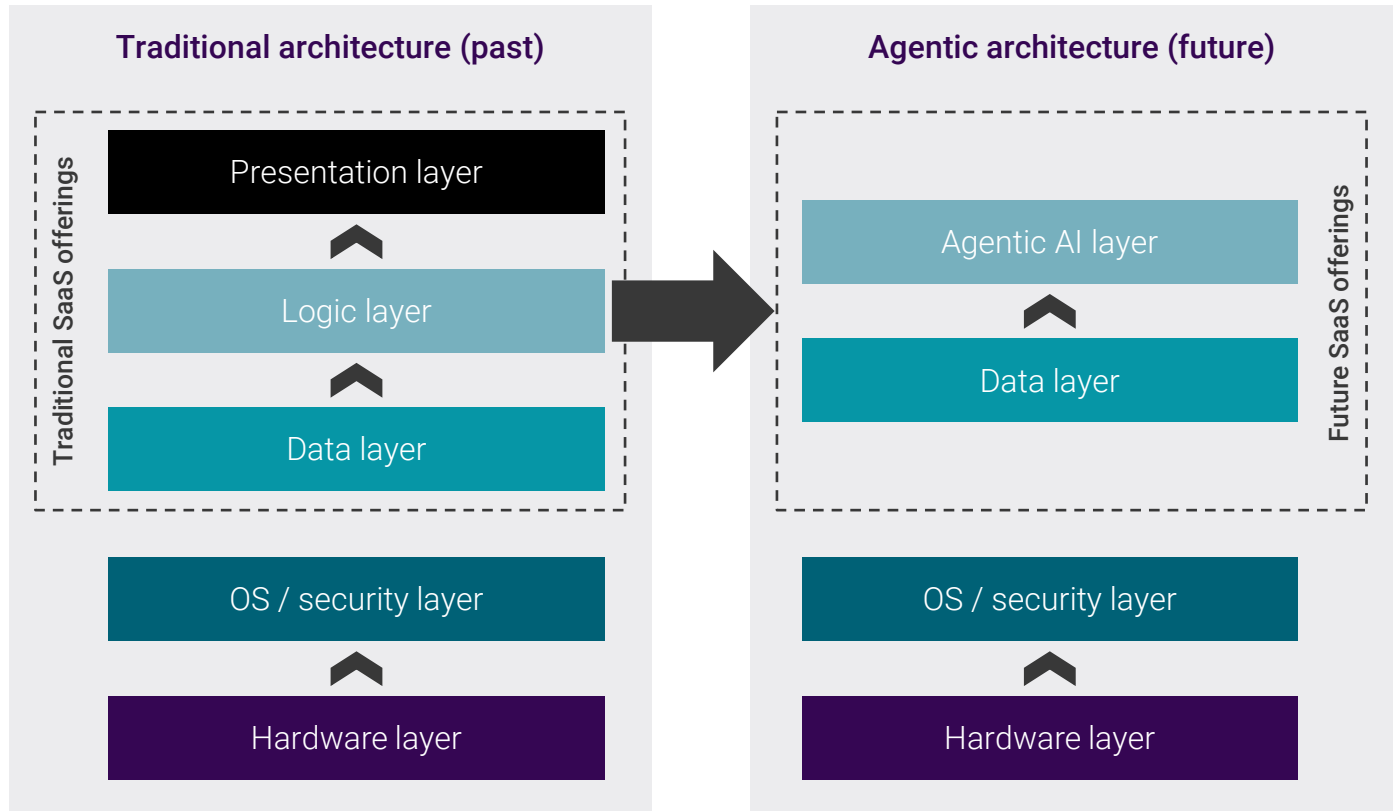 Traditional architecture (past)
Traditional SaaS offerings
Presentation layer
Logic layer
Data layer
OS / security layer
Hardware layer
Agentic architecture (future)
Agentic AI layer
Data layer
Future SaaS offerings
OS / security layer
Hardware layer